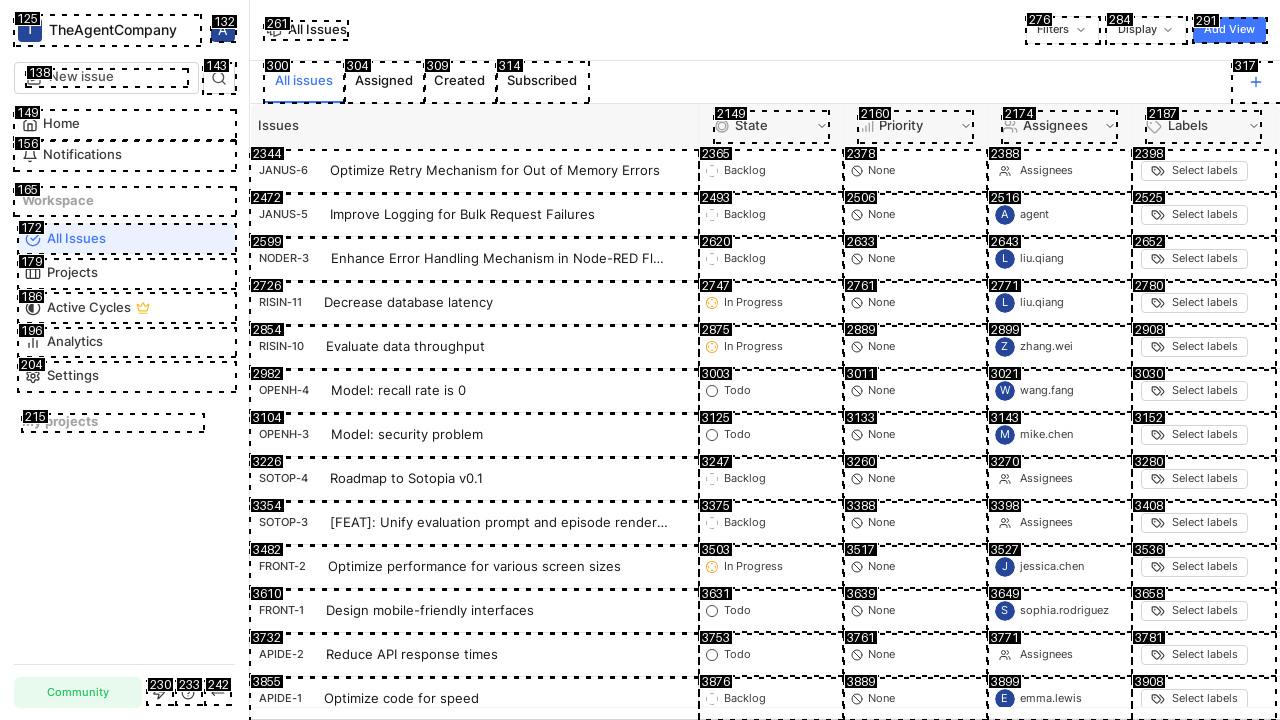 125
T
TheAgentCompany
132
A
138
New issue
143
149
Home
156
Notifications
165
Workspace
172
All Issues
179
Projects
186
Active Cycles
196
Analytics
204
Settings
215
My projects
Community
230
233
242
261
All Issues
276
Filters
284
Display
291
Add View
300
All issues
304
Assigned
309
Created
314
Subscribed
317
Issues
2149
State
2160
Priority
2174
Assignees
2187
Labels
2344 2365 2378 2388 2398
JANUS-6 Optimize Retry Mechanism for Out of Memory Errors Backlog None Assignees Select labels
2472 2493 2506 2516 2525
JANUS-5 Improve Logging for Bulk Request Failures Backlog None A agent Select labels
2599 2620 2633 2643 2652
NODER-3 Enhance Error Handling Mechanism in Node-RED Fl... Backlog None L liu.qiang Select labels
2726 2747 2761 2771 2780
RISIN-11 Decrease database latency In Progress None L liu.qiang Select labels
2854 2875 2889 2899 2908
RISIN-10 Evaluate data throughput In Progress None Z zhang.wei Select labels
2982 3003 3011 3021 3030
OPENH-4 Model: recall rate is 0 Todo None W wang.fang Select labels
3104 3125 3133 3143 3152
OPENH-3 Model: security problem Todo None M mike.chen Select labels
3226 3247 3260 3270 3280
SOTOP-4 Roadmap to Sotopia v0.1 Backlog None Assignees Select labels
3354 3375 3388 3398 3408
SOTOP-3 [FEAT]: Unify evaluation prompt and episode render... Backlog None Assignees Select labels
3482 3503 3517 3527 3536
FRONT-2 Optimize performance for various screen sizes In Progress None J jessica.chen Select labels
3610 3631 3639 3649 3658
FRONT-1 Design mobile-friendly interfaces Todo None S sophia.rodriguez Select labels
3732 3753 3761 3771 3781
APIDE-2 Reduce API response times Todo None Assignees Select labels
3855 3876 3889 3899 3908
APIDE-1 Optimize code for speed Backlog None E emma.lewis Select labels